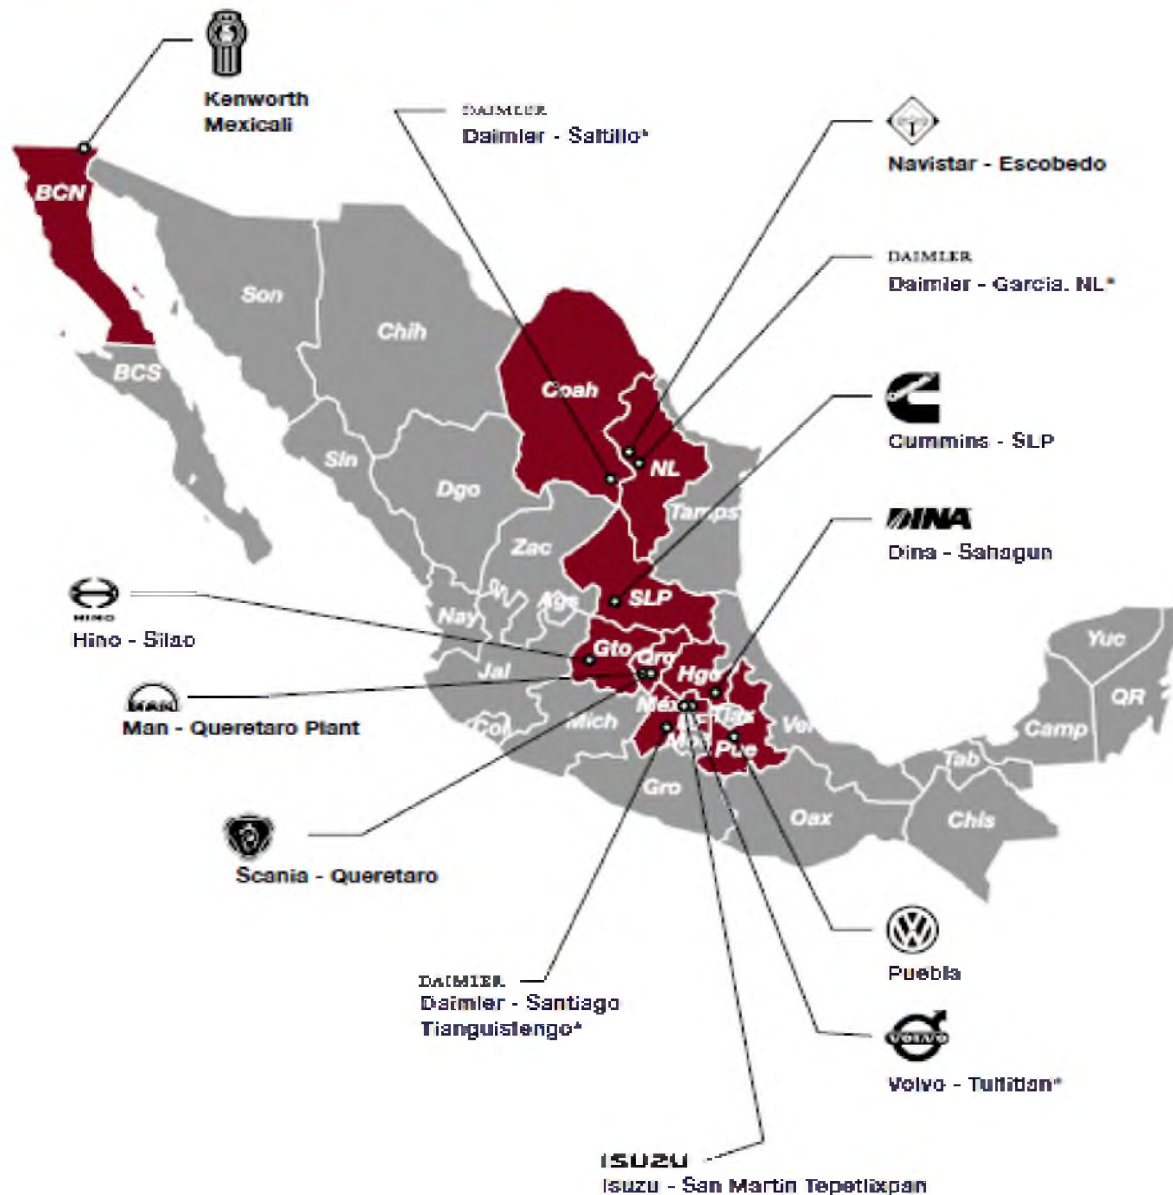 Kenworth
Mexicali
DAIMLER
Daimler - Saltillo*
Navistar - Escobedo
DAIMLER
Daimler - Garcia. NL*
Cummins - SLP
DINA
Dina - Sahagun
HINO
Hino - Silao
MAN
Man - Queretaro Plant
Scania - Queretaro
DAIMLER
Daimler - Santiago
Tianguistengo*
Puebla
VOLVO
Volvo - Tultitlan*
ISUZU
Isuzu - San Martin Tepetlixpan
BCN
Son
Chih
BCS
Coah
Sin
NL
Dgo
Tamps
Zac
Ags
SLP
Nay
Gto
Qro
Hgo
Jal
Méx
Tlax
Col
Mich
Mor
Pue
Ver
Gro
Oax
Tab
Chis
Camp
Yuc
QR